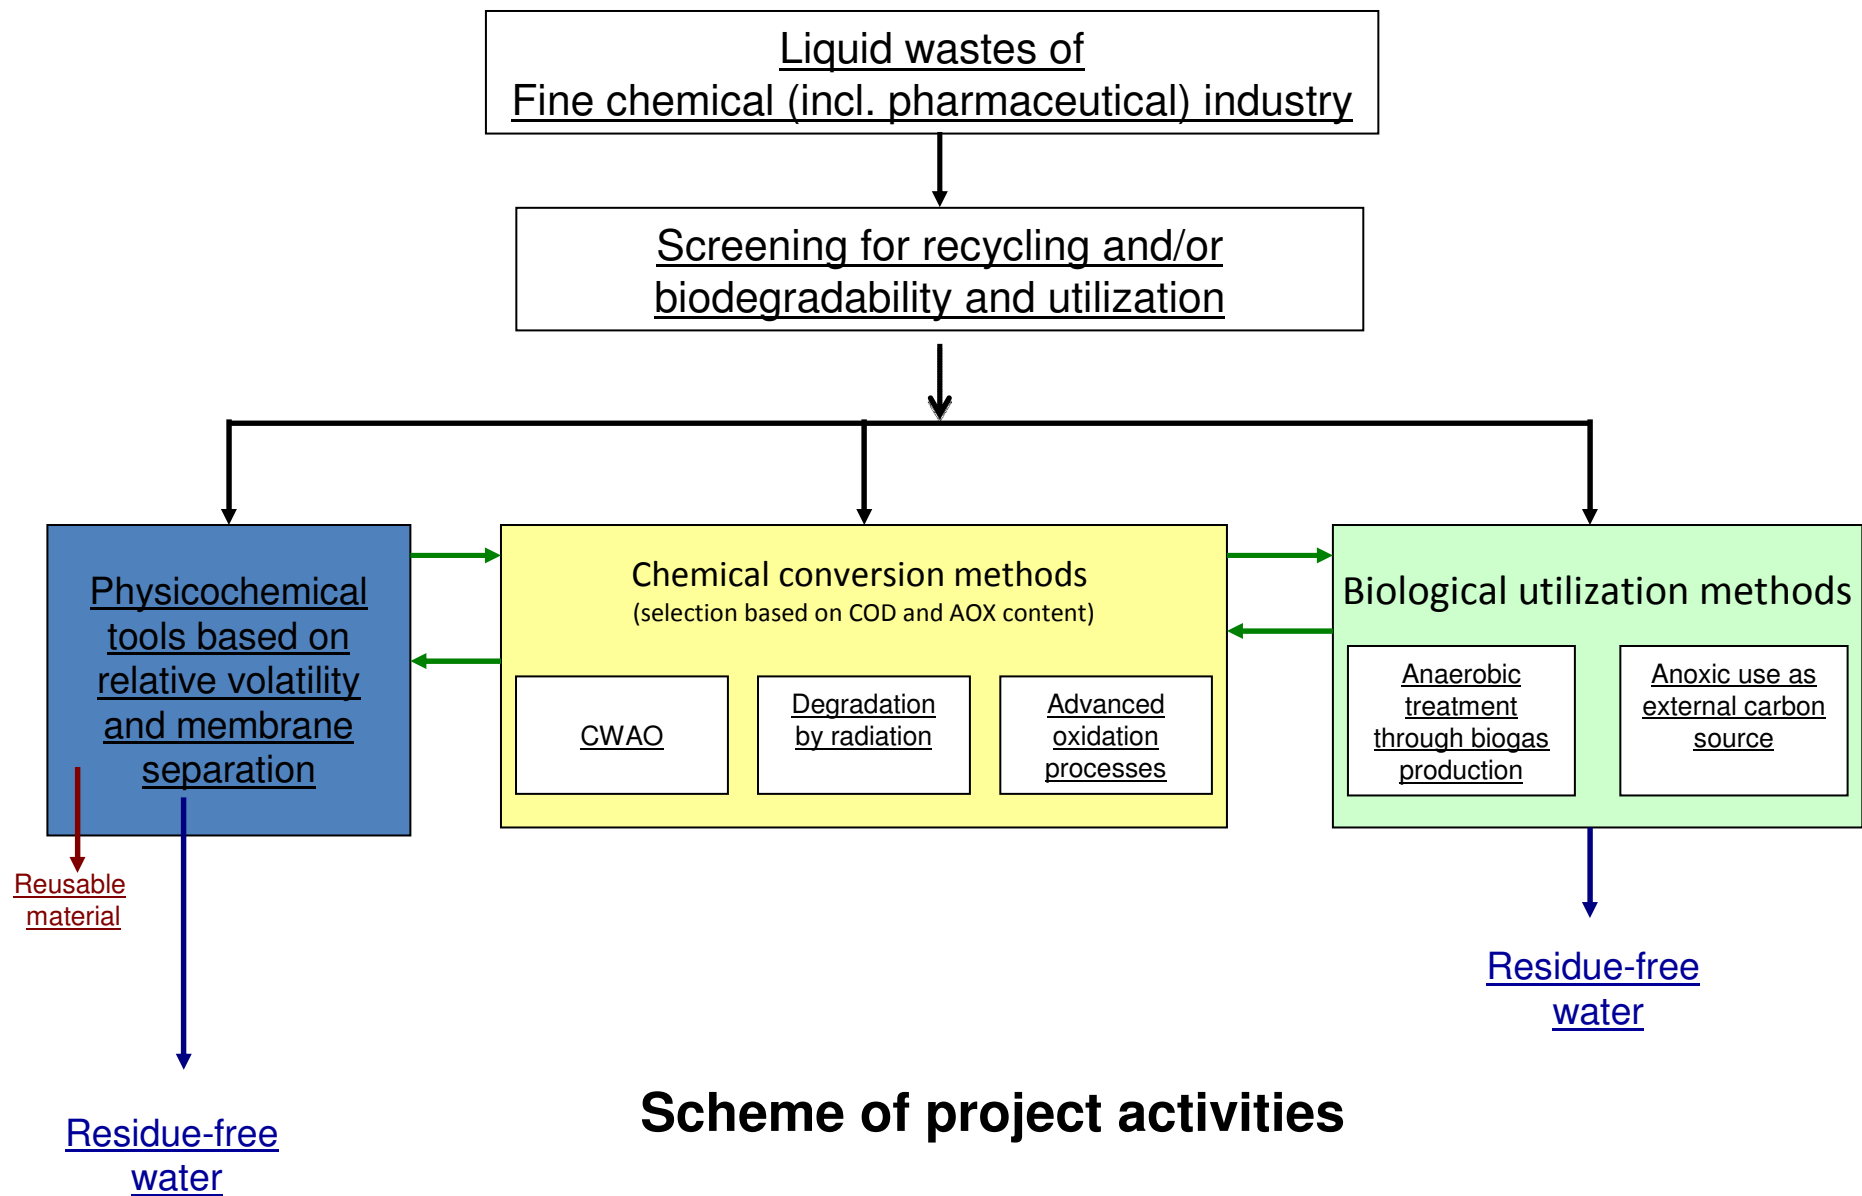 Liquid wastes of
Fine chemical (incl. pharmaceutical) industry
Screening for recycling and/or
biodegradability and utilization
Physicochemical
tools based on
relative volatility
and membrane
separation
Chemical conversion methods
(selection based on COD and AOX content)
CWAO
Degradation
by radiation
Advanced
oxidation
processes
Biological utilization methods
Anaerobic
treatment
through biogas
production
Anoxic use as
external carbon
source
Reusable
material
Residue-free
water
Residue-free
water
Scheme of project activities